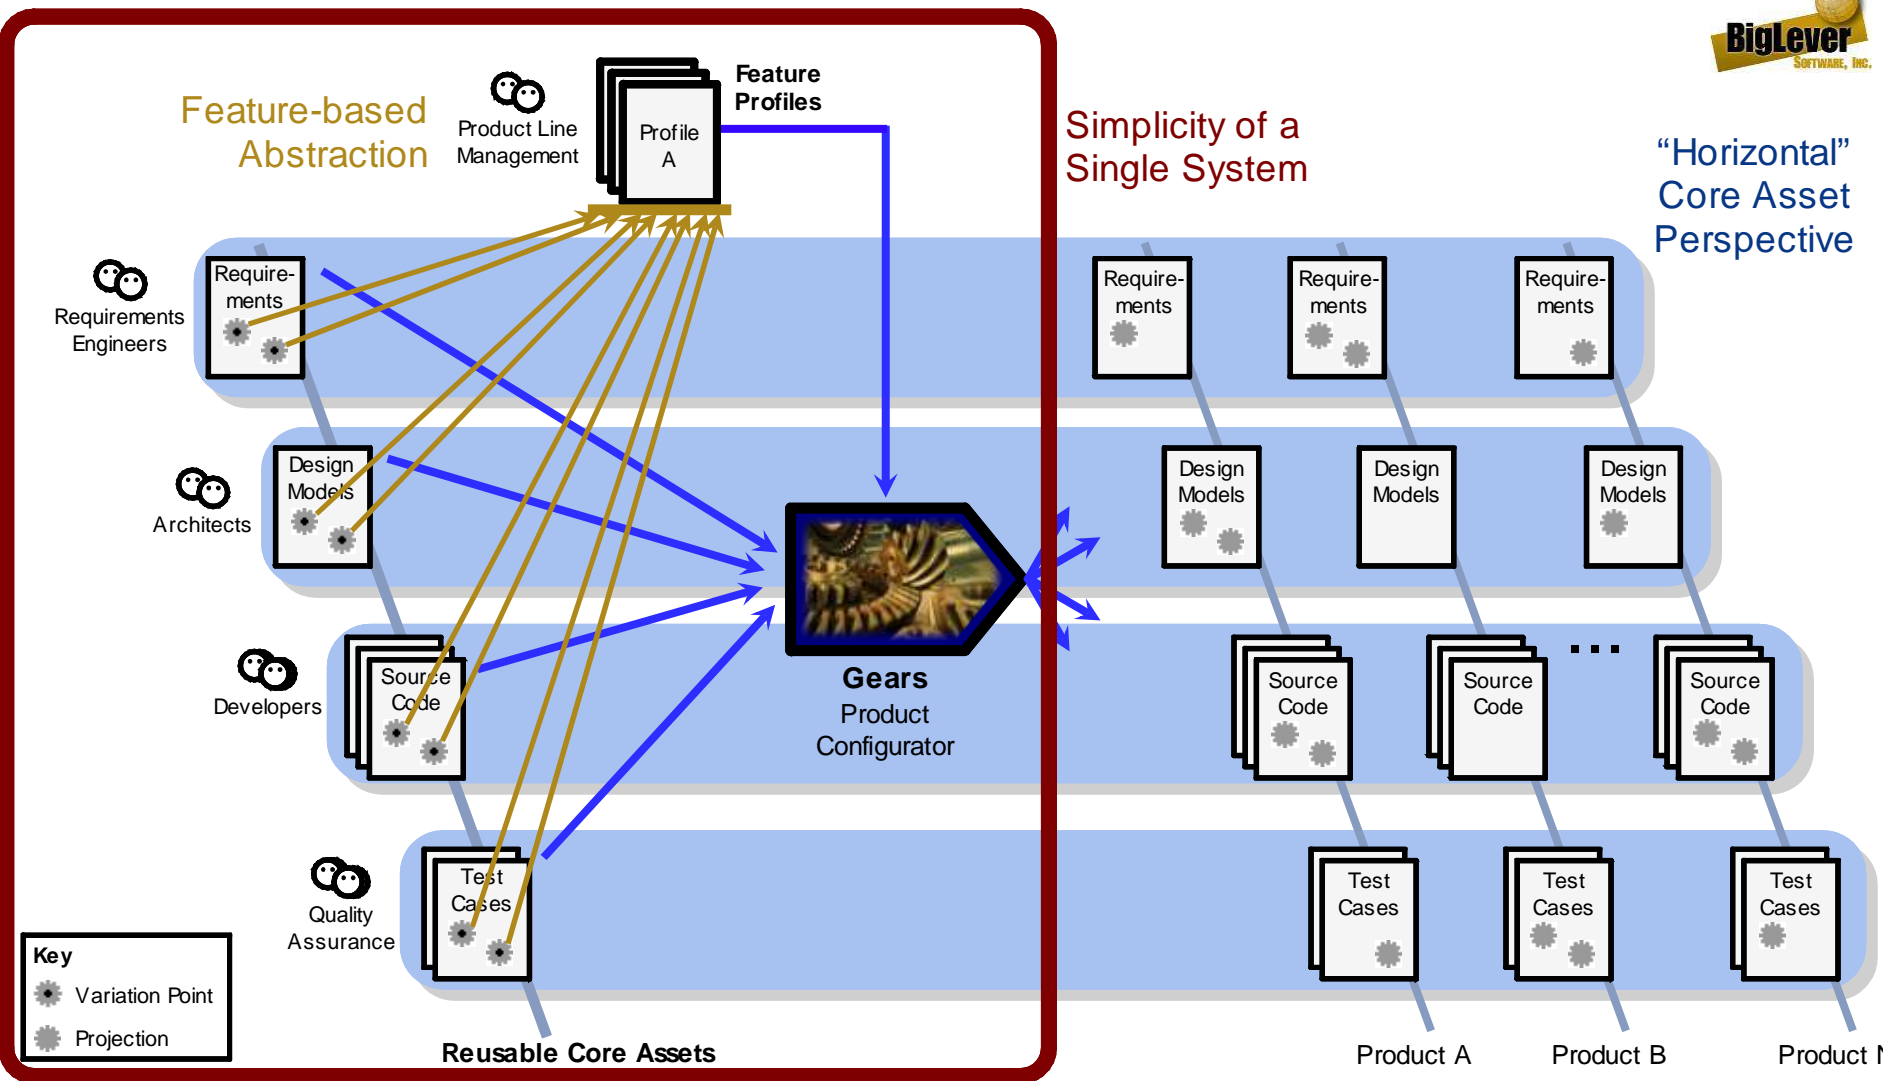 BigLever
SOFTWARE, INC.
Feature
Profiles
Feature-based
Abstraction
Product Line
Management
Profile
A
Simplicity of a
Single System
“Horizontal”
Core Asset
Perspective
Requirements
Engineers
Require-
ments
Require-
ments
Require-
ments
Require-
ments
Architects
Design
Models
Design
Models
Design
Models
Design
Models
Developers
Source
Code
Gears
Product
Configurator
Source
Code
Source
Code
...
Source
Code
Quality
Assurance
Test
Cases
Test
Cases
Test
Cases
Test
Cases
Key
Variation Point
Projection
Reusable Core Assets
Product A
Product B
Product N